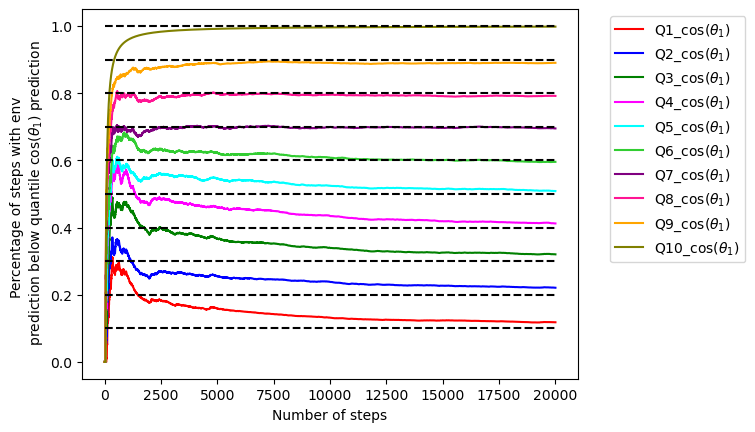 Percentage of steps with env
prediction below quantile cos(θ₁) prediction
1.0
0.8
0.6
0.4
0.2
0.0
0
2500
5000
7500
10000
12500
15000
17500
20000
Number of steps
Q1_cos(θ₁)
Q2_cos(θ₁)
Q3_cos(θ₁)
Q4_cos(θ₁)
Q5_cos(θ₁)
Q6_cos(θ₁)
Q7_cos(θ₁)
Q8_cos(θ₁)
Q9_cos(θ₁)
Q10_cos(θ₁)